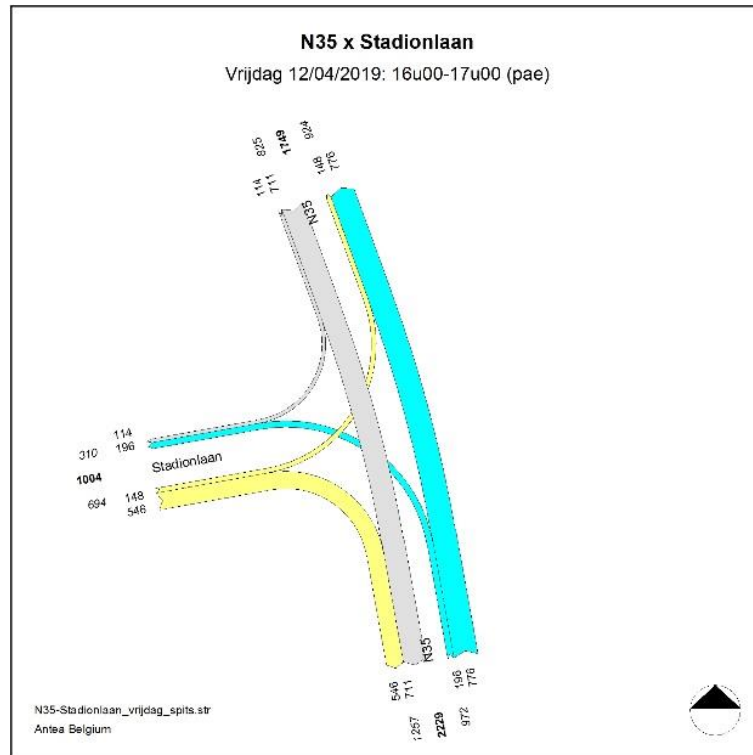 N35 x Stadionlaan
Vrijdag 12/04/2019: 16u00-17u00 (pae)
825 1749 924
114 711 148 776
N35
310 114
196
1004 Stadionlaan
694 148
546
N35
546 711 196 776
1257 2229 972
N35-Stadionlaan_vrijdag_spits.str
Antea Belgium